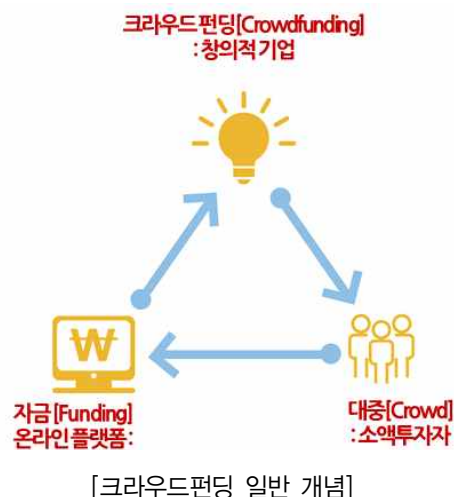 크라우드펀딩[Crowdfunding]
:창의적기업
₩
자금[Funding]
온라인플랫폼:
대중[Crowd]
:소액투자자
[크라우드펀딩 일반 개념]